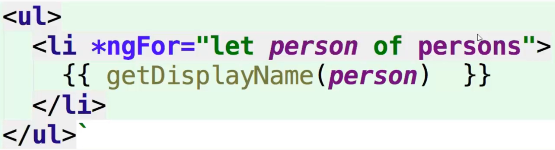 <ul>
<li *ngFor="let person of persons">
{{ getDisplayName(person)  }}
</li>
</ul>`